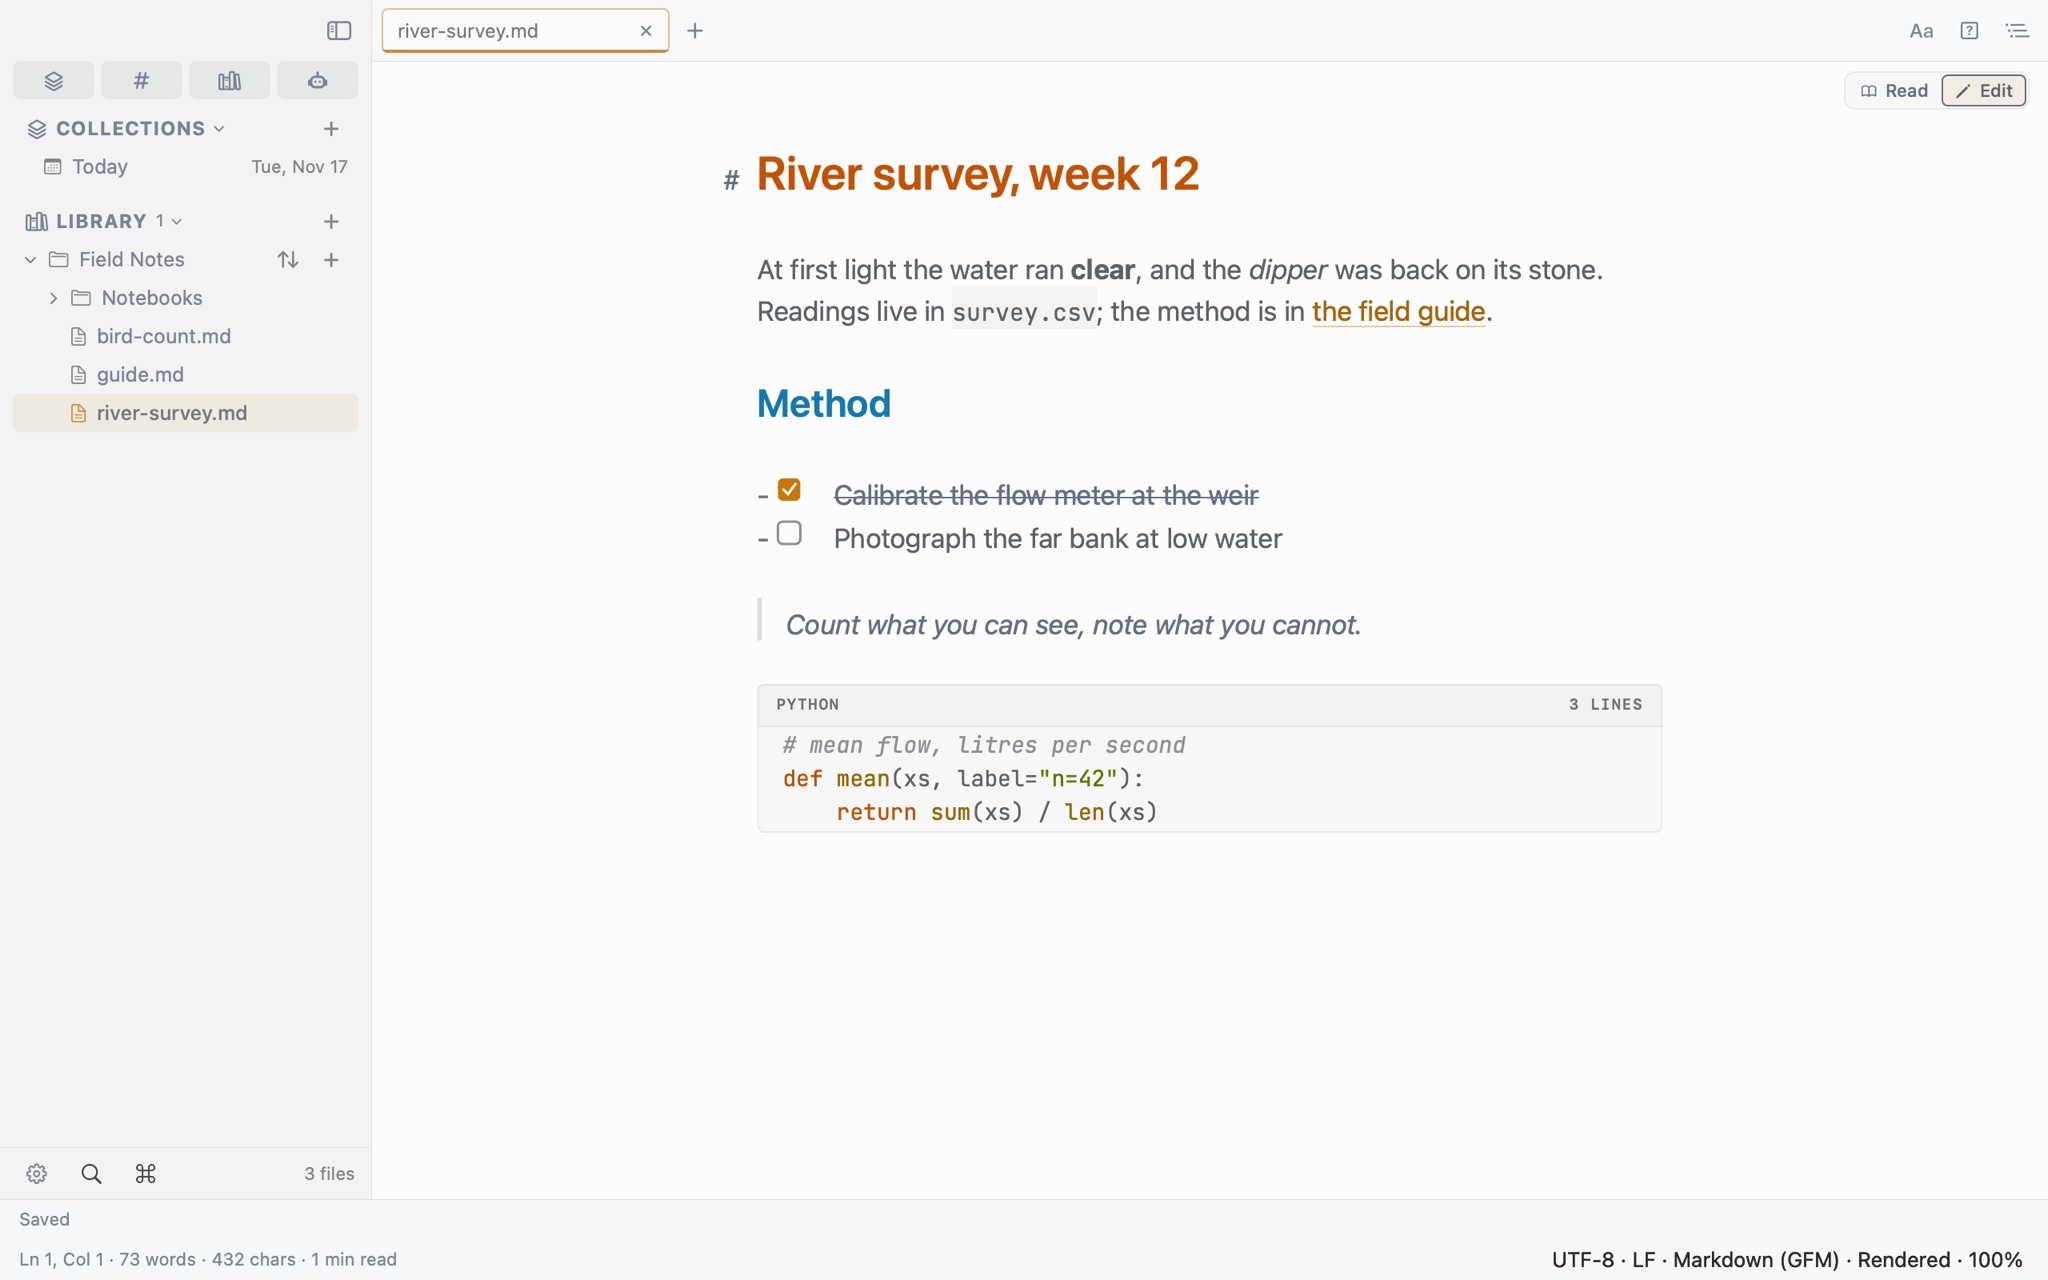 river-survey.md
Aa
Read
Edit
#
COLLECTIONS
Today
Tue, Nov 17
LIBRARY 1
Field Notes
Notebooks
bird-count.md
guide.md
river-survey.md
3 files
# River survey, week 12
At first light the water ran clear, and the dipper was back on its stone.
Readings live in survey.csv; the method is in the field guide.
Method
- Calibrate the flow meter at the weir
- Photograph the far bank at low water
Count what you can see, note what you cannot.
PYTHON
3 LINES
# mean flow, litres per second
def mean(xs, label="n=42"):
    return sum(xs) / len(xs)
Saved
Ln 1, Col 1 · 73 words · 432 chars · 1 min read
UTF-8 · LF · Markdown (GFM) · Rendered · 100%